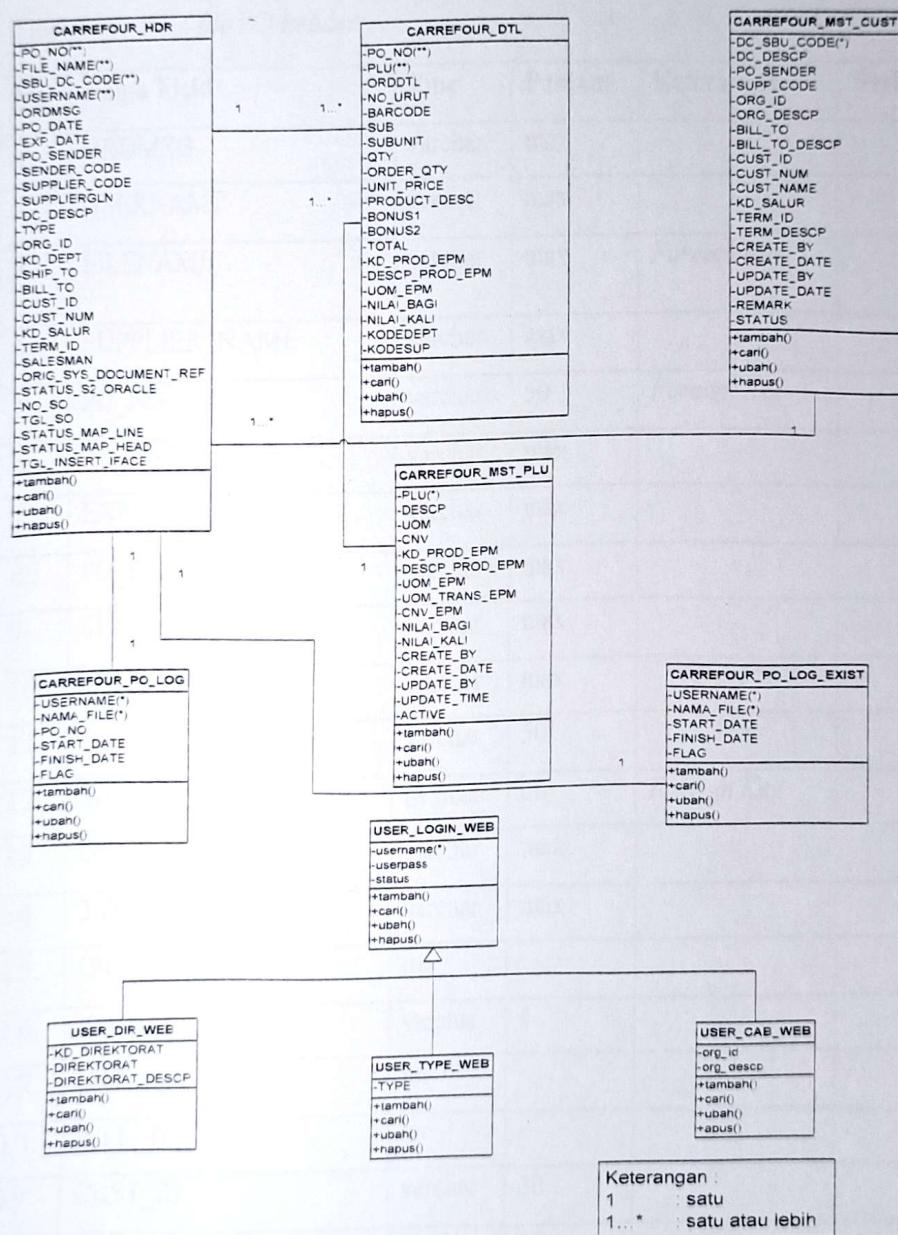 CARREFOUR_HDR
-PO_NO(**)
-FILE_NAME(**)
-SBU_DC_CODE(**)
-USERNAME(**)
-ORDMSG
-PO_DATE
-EXP_DATE
-PO_SENDER
-SENDER_CODE
-SUPPLIER_CODE
-SUPPLIERGLN
-DC_DESCP
-TYPE
-ORG_ID
-KD_DEPT
-SHIP_TO
-BILL_TO
-CUST_ID
-CUST_NUM
-KD_SALUR
-TERM_ID
-SALESMAN
-ORIG_SYS_DOCUMENT_REF
-STATUS_S2_ORACLE
-NO_SO
-TGL_SO
-STATUS_MAP_LINE
-STATUS_MAP_HEAD
-TGL_INSERT_IFACE
+tambah()
+cari()
+ubah()
+hapus()
1
1...*
CARREFOUR_DTL
-PO_NO(**)
-PLU(**)
-ORDDTL
-NO_URUT
-BARCODE
-SUB
-SUBUNIT
-QTY
-ORDER_QTY
-UNIT_PRICE
-PRODUCT_DESC
-BONUS1
-BONUS2
-TOTAL
-KD_PROD_EPM
-DESCP_PROD_EPM
-UOM_EPM
-NILAI_BAGI
-NILAI_KALI
-KODEDEPT
-KODESUP
+tambah()
+cari()
+ubah()
+hapus()
1...*
1...*
CARREFOUR_MST_CUST
-DC_SBU_CODE(*)
-DC_DESCP
-PO_SENDER
-SUPP_CODE
-ORG_ID
-ORG_DESCP
-BILL_TO
-BILL_TO_DESCP
-CUST_ID
-CUST_NUM
-CUST_NAME
-KD_SALUR
-TERM_ID
-TERM_DESCP
-CREATE_BY
-CREATE_DATE
-UPDATE_BY
-UPDATE_DATE
-REMARK
-STATUS
+tambah()
+cari()
+ubah()
+hapus()
1
CARREFOUR_MST_PLU
-PLU(*)
-DESCP
-UOM
-CNV
-KD_PROD_EPM
-DESCP_PROD_EPM
-UOM_EPM
-UOM_TRANS_EPM
-CNV_EPM
-NILAI_BAGI
-NILAI_KALI
-CREATE_BY
-CREATE_DATE
-UPDATE_BY
-UPDATE_TIME
-ACTIVE
+tambah()
+cari()
+ubah()
+hapus()
1
1
1
1
CARREFOUR_PO_LOG
-USERNAME(*)
-NAMA_FILE(*)
-PO_NO
-START_DATE
-FINISH_DATE
-FLAG
+tambah()
+cari()
+ubah()
+hapus()
1
CARREFOUR_PO_LOG_EXIST
-USERNAME(*)
-NAMA_FILE(*)
-START_DATE
-FINISH_DATE
-FLAG
+tambah()
+cari()
+ubah()
+hapus()
USER_LOGIN_WEB
-username(*)
-userpass
-status
+tambah()
+cari()
+ubah()
+hapus()
USER_DIR_WEB
-KD_DIREKTORAT
-DIREKTORAT
-DIREKTORAT_DESCP
+tambah()
+cari()
+ubah()
+hapus()
USER_TYPE_WEB
-TYPE
+tambah()
+cari()
+ubah()
+hapus()
USER_CAB_WEB
-org_id
-org_descp
+tambah()
+cari()
+ubah()
+apus()
Keterangan :
1 : satu
1...* : satu atau lebih